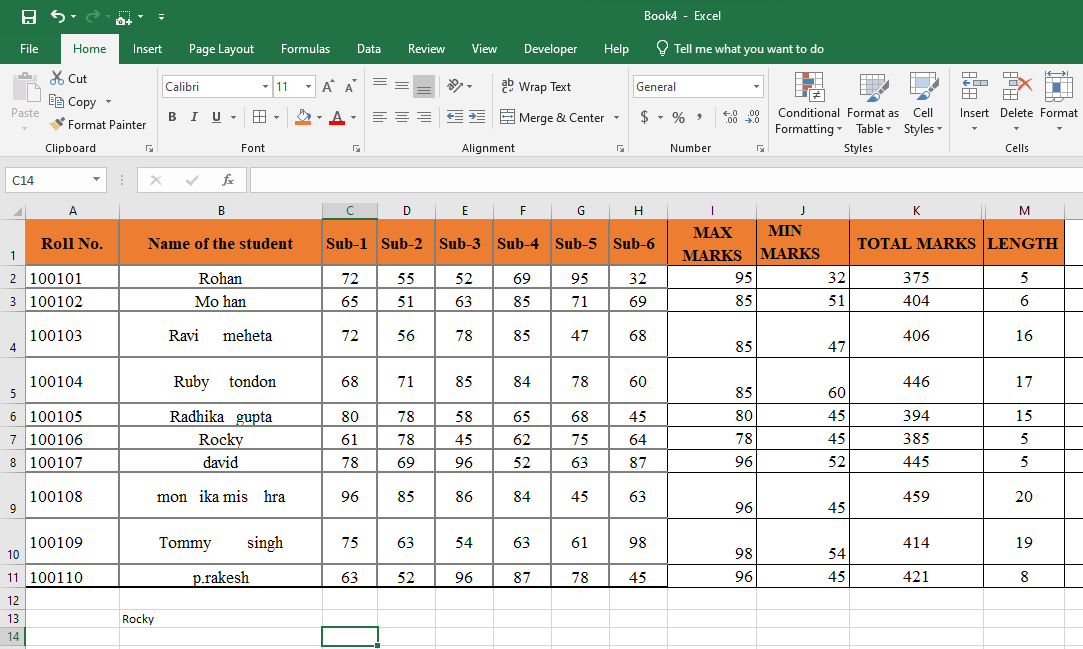 Book4 - Excel
File Home Insert Page Layout Formulas Data Review View Developer Help Tell me what you want to do
Paste
Cut
Copy
Format Painter
Clipboard
Calibri 11 A A
B I U A
Font
Wrap Text
Merge & Center
Alignment
General
$ % , .00 .00
Number
Conditional Formatting
Format as Table
Cell Styles
Styles
Insert Delete Format
Cells
C14 fx
A B C D E F G H I J K M
1 Roll No. Name of the student Sub-1 Sub-2 Sub-3 Sub-4 Sub-5 Sub-6 MAX MARKS MIN MARKS TOTAL MARKS LENGTH
2 100101 Rohan 72 55 52 69 95 32 95 32 375 5
3 100102 Mo han 65 51 63 85 71 69 85 51 404 6
4 100103 Ravi meheta 72 56 78 85 47 68 85 47 406 16
5 100104 Ruby tondon 68 71 85 84 78 60 85 60 446 17
6 100105 Radhika gupta 80 78 58 65 68 45 80 45 394 15
7 100106 Rocky 61 78 45 62 75 64 78 45 385 5
8 100107 david 78 69 96 52 63 87 96 52 445 5
9 100108 mon ika mis hra 96 85 86 84 45 63 96 45 459 20
10 100109 Tommy singh 75 63 54 63 61 98 98 54 414 19
11 100110 p.rakesh 63 52 96 87 78 45 96 45 421 8
12
13 Rocky
14